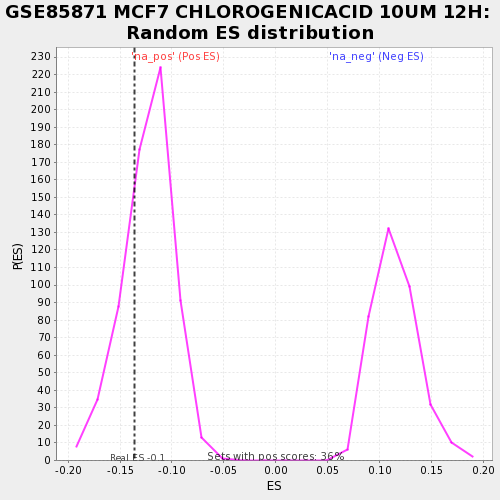 GSE85871 MCF7 CHLOROGENICACID 10UM 12H:
Random ES distribution
'na_pos' (Pos ES)
'na_neg' (Neg ES)
230
220
210
200
190
180
170
160
150
140
130
120
110
100
90
80
70
60
50
40
30
20
10
0
P(ES)
Real ES -0.1
Sets with pos scores: 36%
-0.20 -0.15 -0.10 -0.05 0.00 0.05 0.10 0.15 0.20
ES